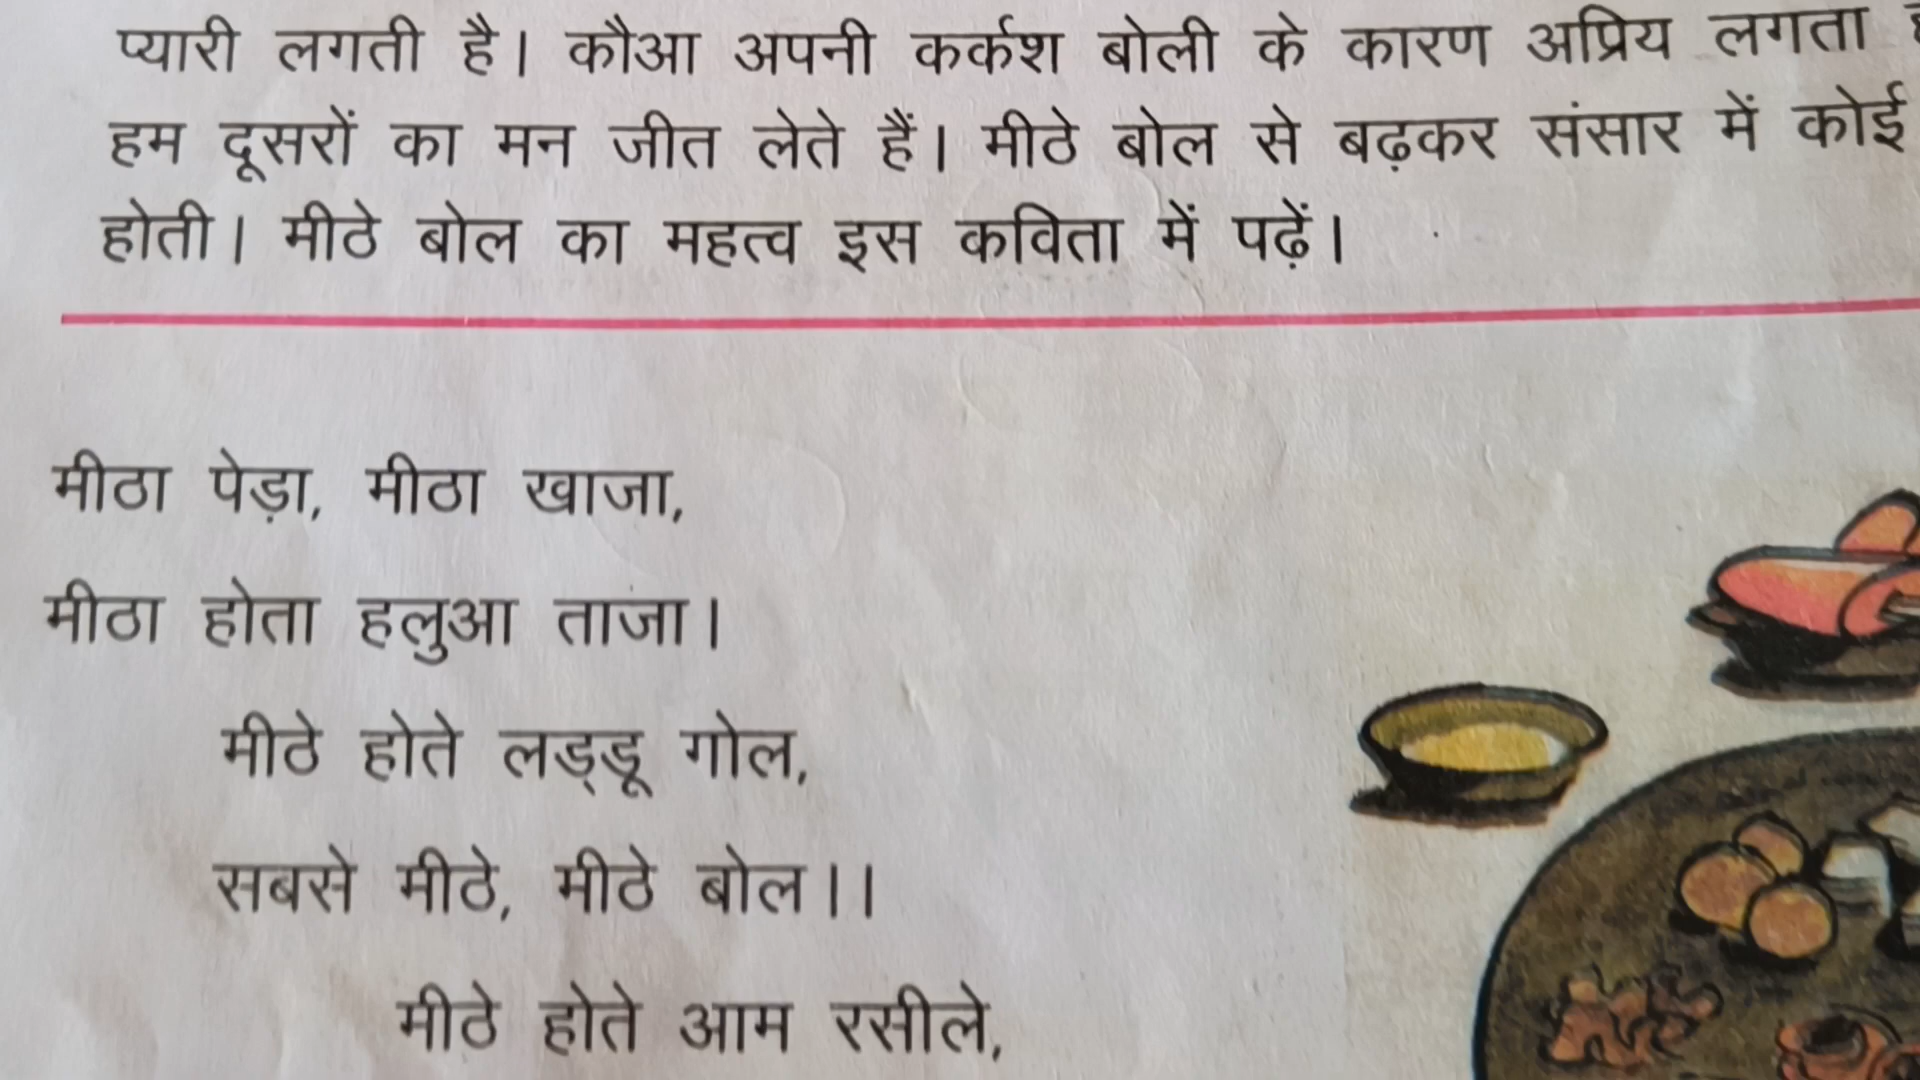 प्यारी लगती है। कौआ अपनी कर्कश बोली के कारण अप्रिय लगता
हम दूसरों का मन जीत लेते हैं। मीठे बोल से बढ़कर संसार में कोई
होती। मीठे बोल का महत्व इस कविता में पढ़ें।
मीठा पेड़ा, मीठा खाजा,
मीठा होता हलुआ ताजा।
मीठे होते लड्डू गोल,
सबसे मीठे, मीठे बोल।।
मीठे होते आम रसीले,